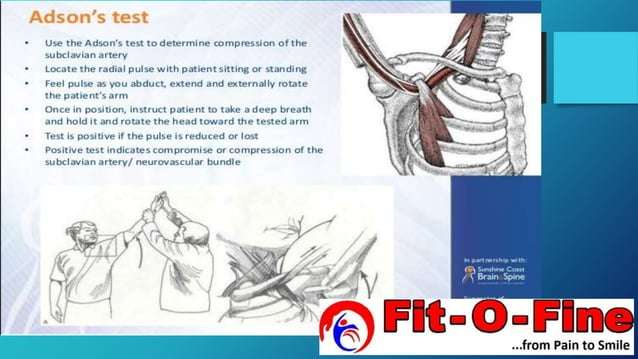 Adson's test
• Use the Adson's test to determine compression of the
subclavian artery
• Locate the radial pulse with patient sitting or standing
• Feel pulse as you abduct, extend and externally rotate
the patient's arm
• Once in position, instruct patient to take a deep breath
and hold it and rotate the head toward the tested arm
• Test is positive if the pulse is reduced or lost
• Positive test indicates compromise or compression of the
subclavian artery/ neurovascular bundle
In partnership with:
Sunshine Coast
Brain&Spine
Fit-O-Fine
...from Pain to Smile